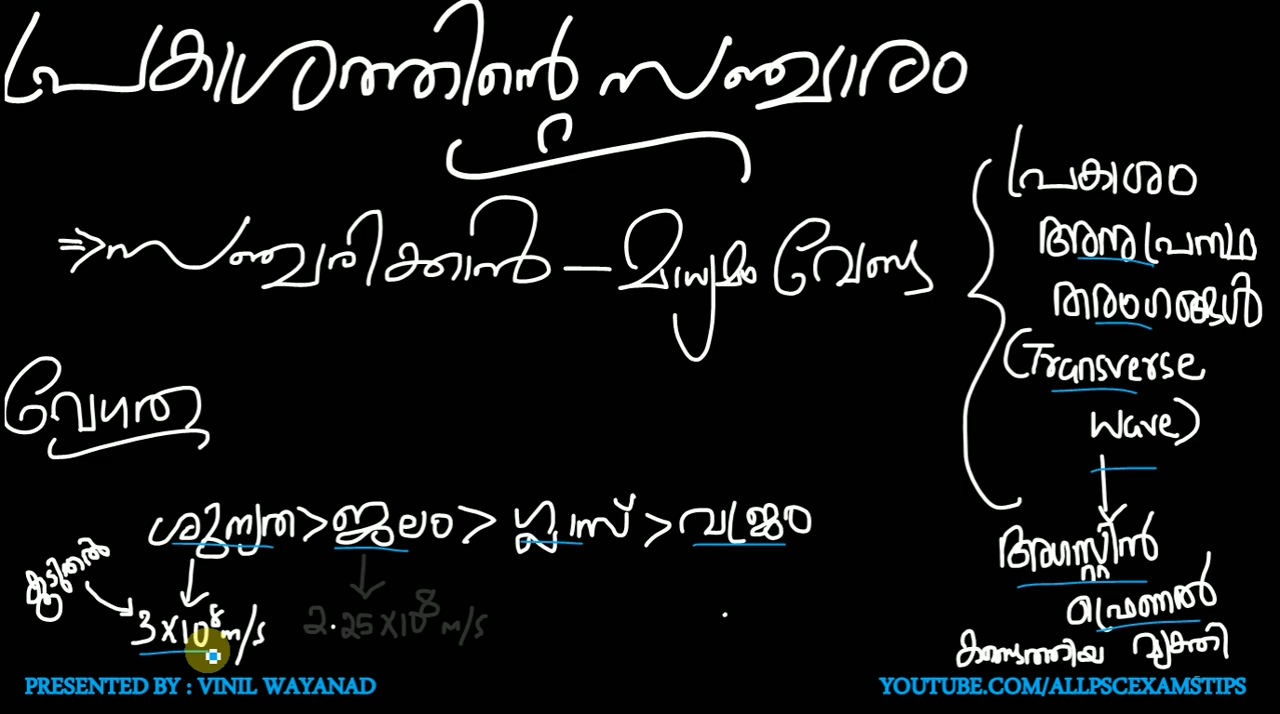 പ്രകാശത്തിന്റെ സഞ്ചാരം
⇒ സഞ്ചരിക്കാൻ – മാധ്യമം വേണ്ട
പ്രകാശം
അനുപ്രസ്ഥ
തരംഗങ്ങൾ
(Transverse
Wave)
അഗസ്റ്റിൻ
ഫ്രെണൽ
കണ്ടെത്തിയ വ്യക്തി
വേഗത
ശൂന്യത > ജലം > ഗ്ലാസ് > വജ്രം
കൂടുതൽ
3×10⁸ m/s
2.25×10⁸ m/s
PRESENTED BY : VINIL WAYANAD
YOUTUBE.COM/ALLPSCEXAMSTIPS